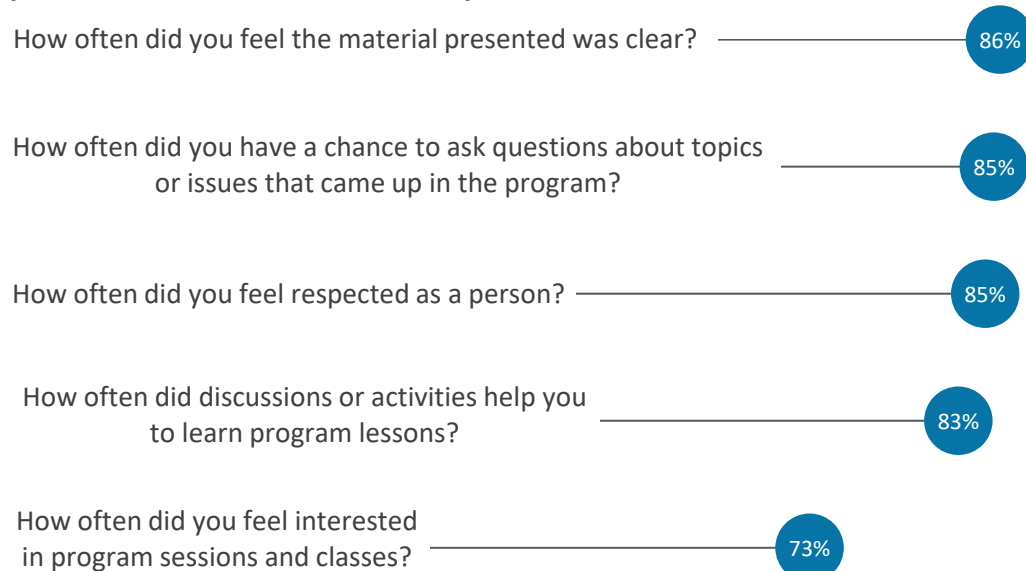 How often did you feel the material presented was clear?
86%
How often did you have a chance to ask questions about topics
or issues that came up in the program?
85%
How often did you feel respected as a person?
85%
How often did discussions or activities help you
to learn program lessons?
83%
How often did you feel interested
in program sessions and classes?
73%